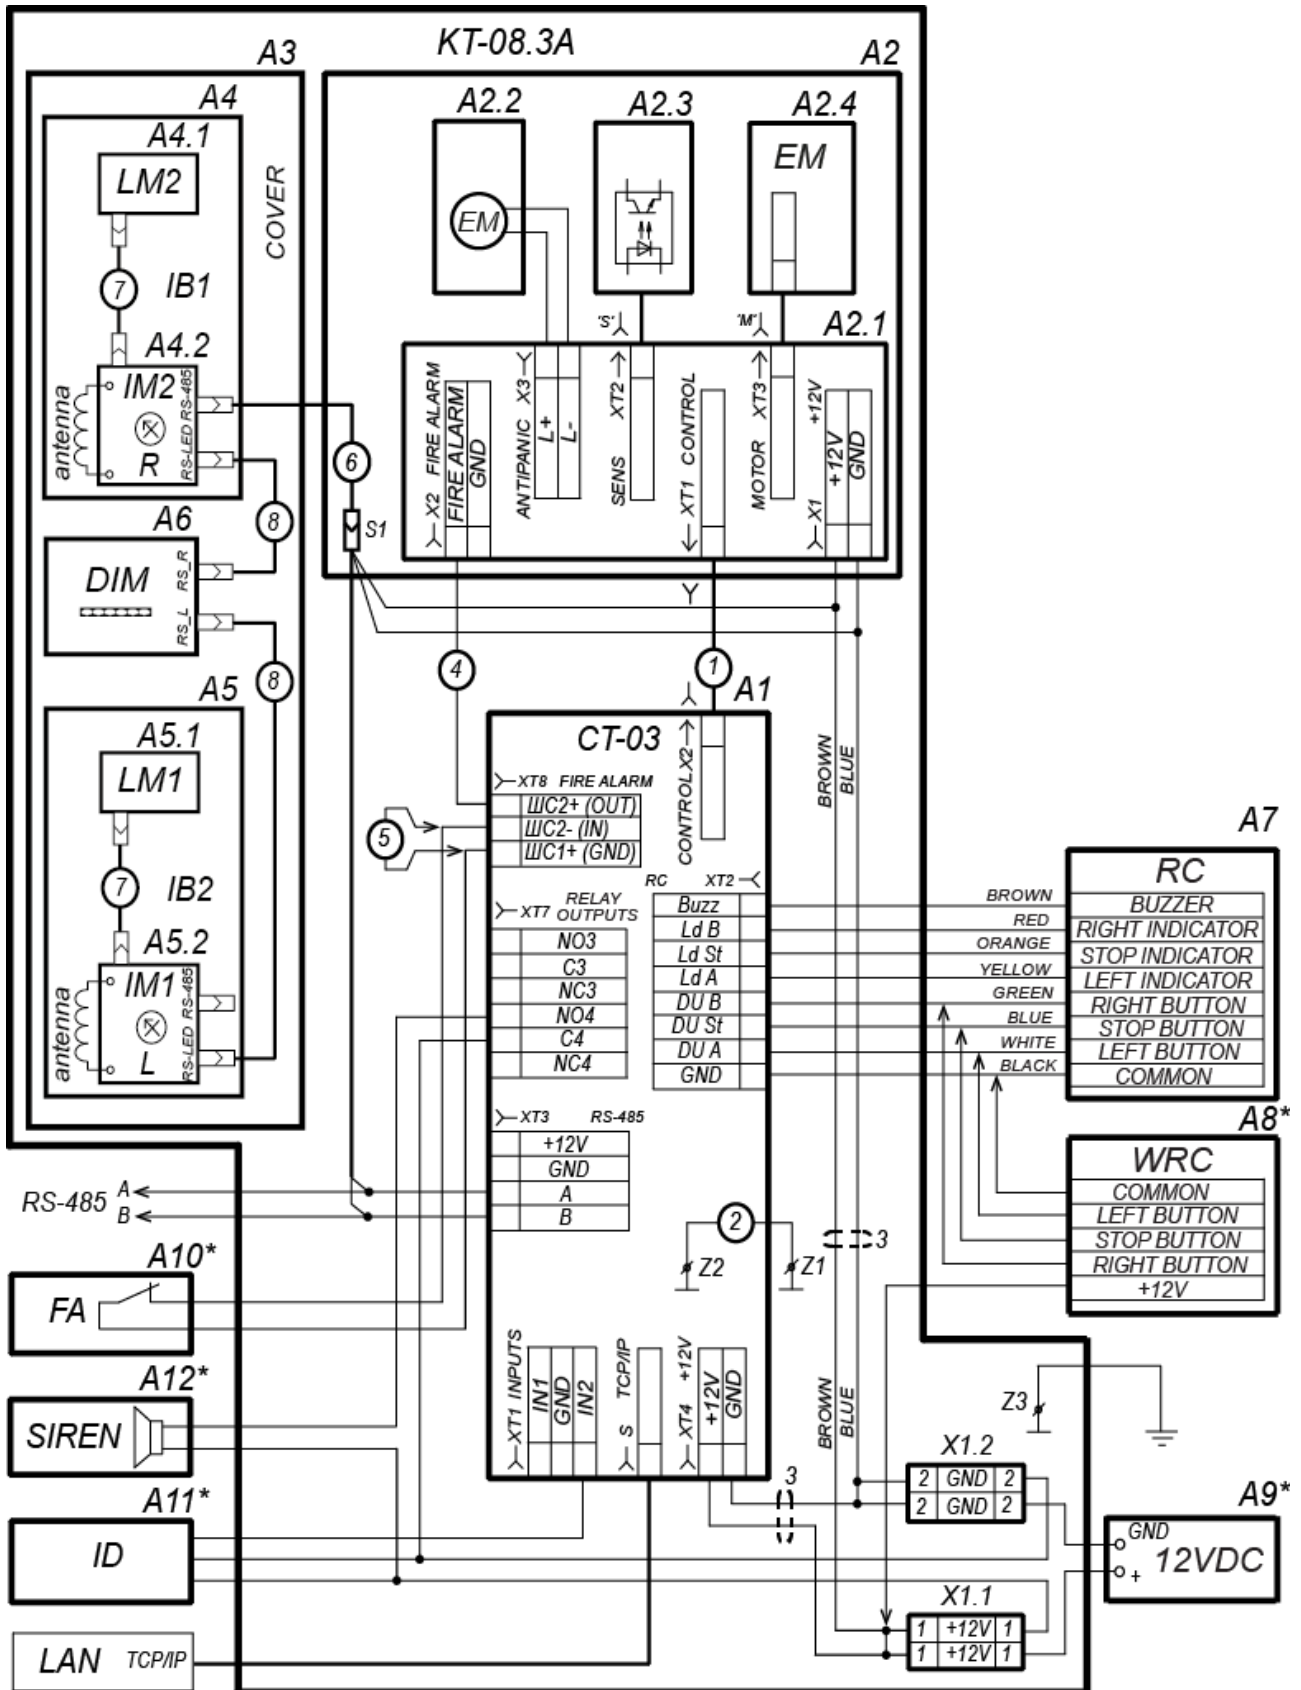 KT-08.3A
A3
A2
A4
A4.1
LM2
7
IB1
A4.2
IM2
R
antenna
RS-485
RS-LED
COVER
A2.2
EM
A2.3
A2.4
EM
'S'
'M'
A2.1
X2 FIRE ALARM
FIRE ALARM
GND
ANTIPANIC X3
L+
L-
SENS XT2
XT1 CONTROL
MOTOR XT3
X1 +12V
+12V
GND
6
S1
8
A6
DIM
RS_R
RS_L
8
A5
A5.1
LM1
7
IB2
A5.2
IM1
L
antenna
RS-485
RS-LED
4
1
A1
CT-03
CONTROL X2
XT8 FIRE ALARM
ШС2+ (OUT)
ШС2- (IN)
ШС1+ (GND)
5
XT7 RELAY OUTPUTS
NO3
C3
NC3
NO4
C4
NC4
RC XT2
Buzz
Ld B
Ld St
Ld A
DU B
DU St
DU A
GND
BROWN
BLUE
BROWN
RED
ORANGE
YELLOW
GREEN
BLUE
WHITE
BLACK
A7
RC
BUZZER
RIGHT INDICATOR
STOP INDICATOR
LEFT INDICATOR
RIGHT BUTTON
STOP BUTTON
LEFT BUTTON
COMMON
A8*
WRC
COMMON
LEFT BUTTON
STOP BUTTON
RIGHT BUTTON
+12V
XT3 RS-485
+12V
GND
A
B
RS-485
A
B
2
Z2
Z1
3
A10*
FA
A12*
SIREN
A11*
ID
LAN TCP/IP
XT1 INPUTS
IN1
GND
IN2
S TCP/IP
XT4 +12V
+12V
GND
3
BROWN
BLUE
Z3
X1.2
2 GND 2
2 GND 2
X1.1
1 +12V 1
1 +12V 1
A9*
GND
12VDC
+